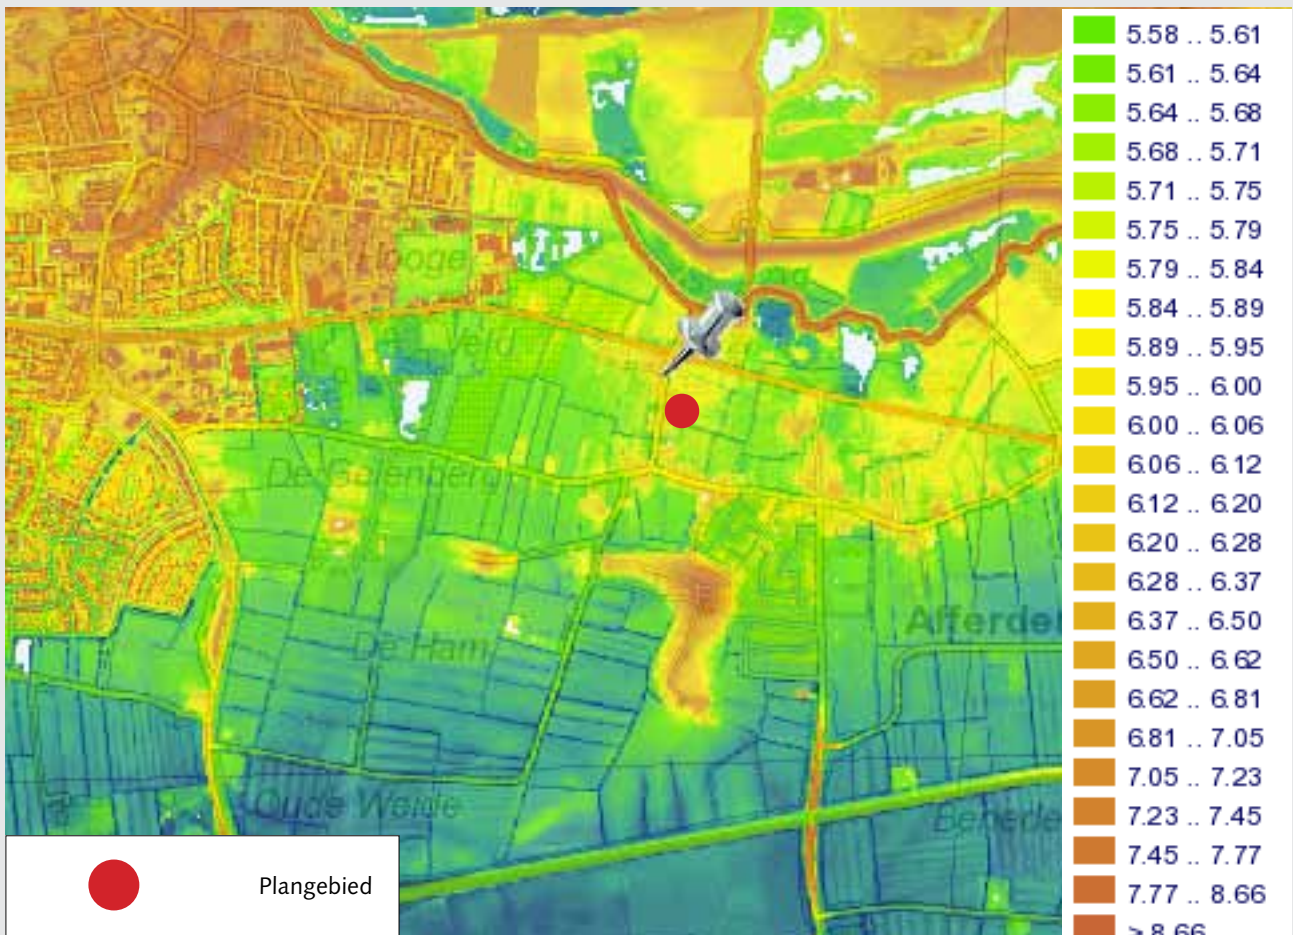 Hooge
Veld
De Galenberg
De Ham
Afferden
Oude Weide
Benede
Plangebied
5.58 .. 5.61
5.61 .. 5.64
5.64 .. 5.68
5.68 .. 5.71
5.71 .. 5.75
5.75 .. 5.79
5.79 .. 5.84
5.84 .. 5.89
5.89 .. 5.95
5.95 .. 6.00
6.00 .. 6.06
6.06 .. 6.12
6.12 .. 6.20
6.20 .. 6.28
6.28 .. 6.37
6.37 .. 6.50
6.50 .. 6.62
6.62 .. 6.81
6.81 .. 7.05
7.05 .. 7.23
7.23 .. 7.45
7.45 .. 7.77
7.77 .. 8.66
> 8.66